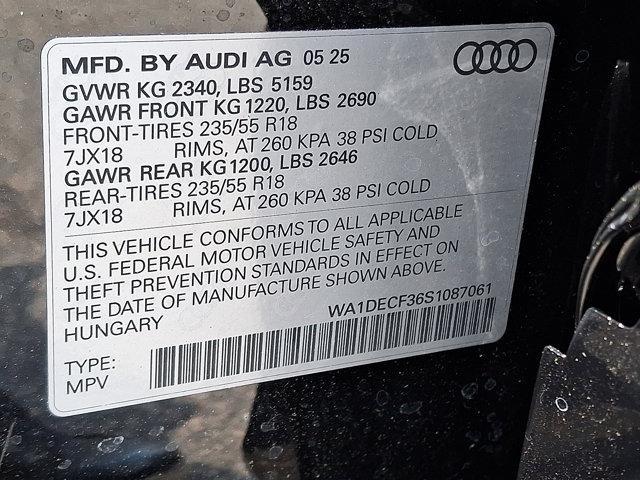 MFD. BY AUDI AG 05 25
GVWR KG 2340, LBS 5159
GAWR FRONT KG 1220, LBS 2690
FRONT-TIRES 235/55 R18
7JX18 RIMS, AT 260 KPA 38 PSI COLD
GAWR REAR KG 1200, LBS 2646
REAR-TIRES 235/55 R18
7JX18 RIMS, AT 260 KPA 38 PSI COLD
THIS VEHICLE CONFORMS TO ALL APPLICABLE
U.S. FEDERAL MOTOR VEHICLE SAFETY AND
THEFT PREVENTION STANDARDS IN EFFECT ON
THE DATE OF MANUFACTURE SHOWN ABOVE.
HUNGARY
WA1DECF36S1087061
TYPE:
MPV